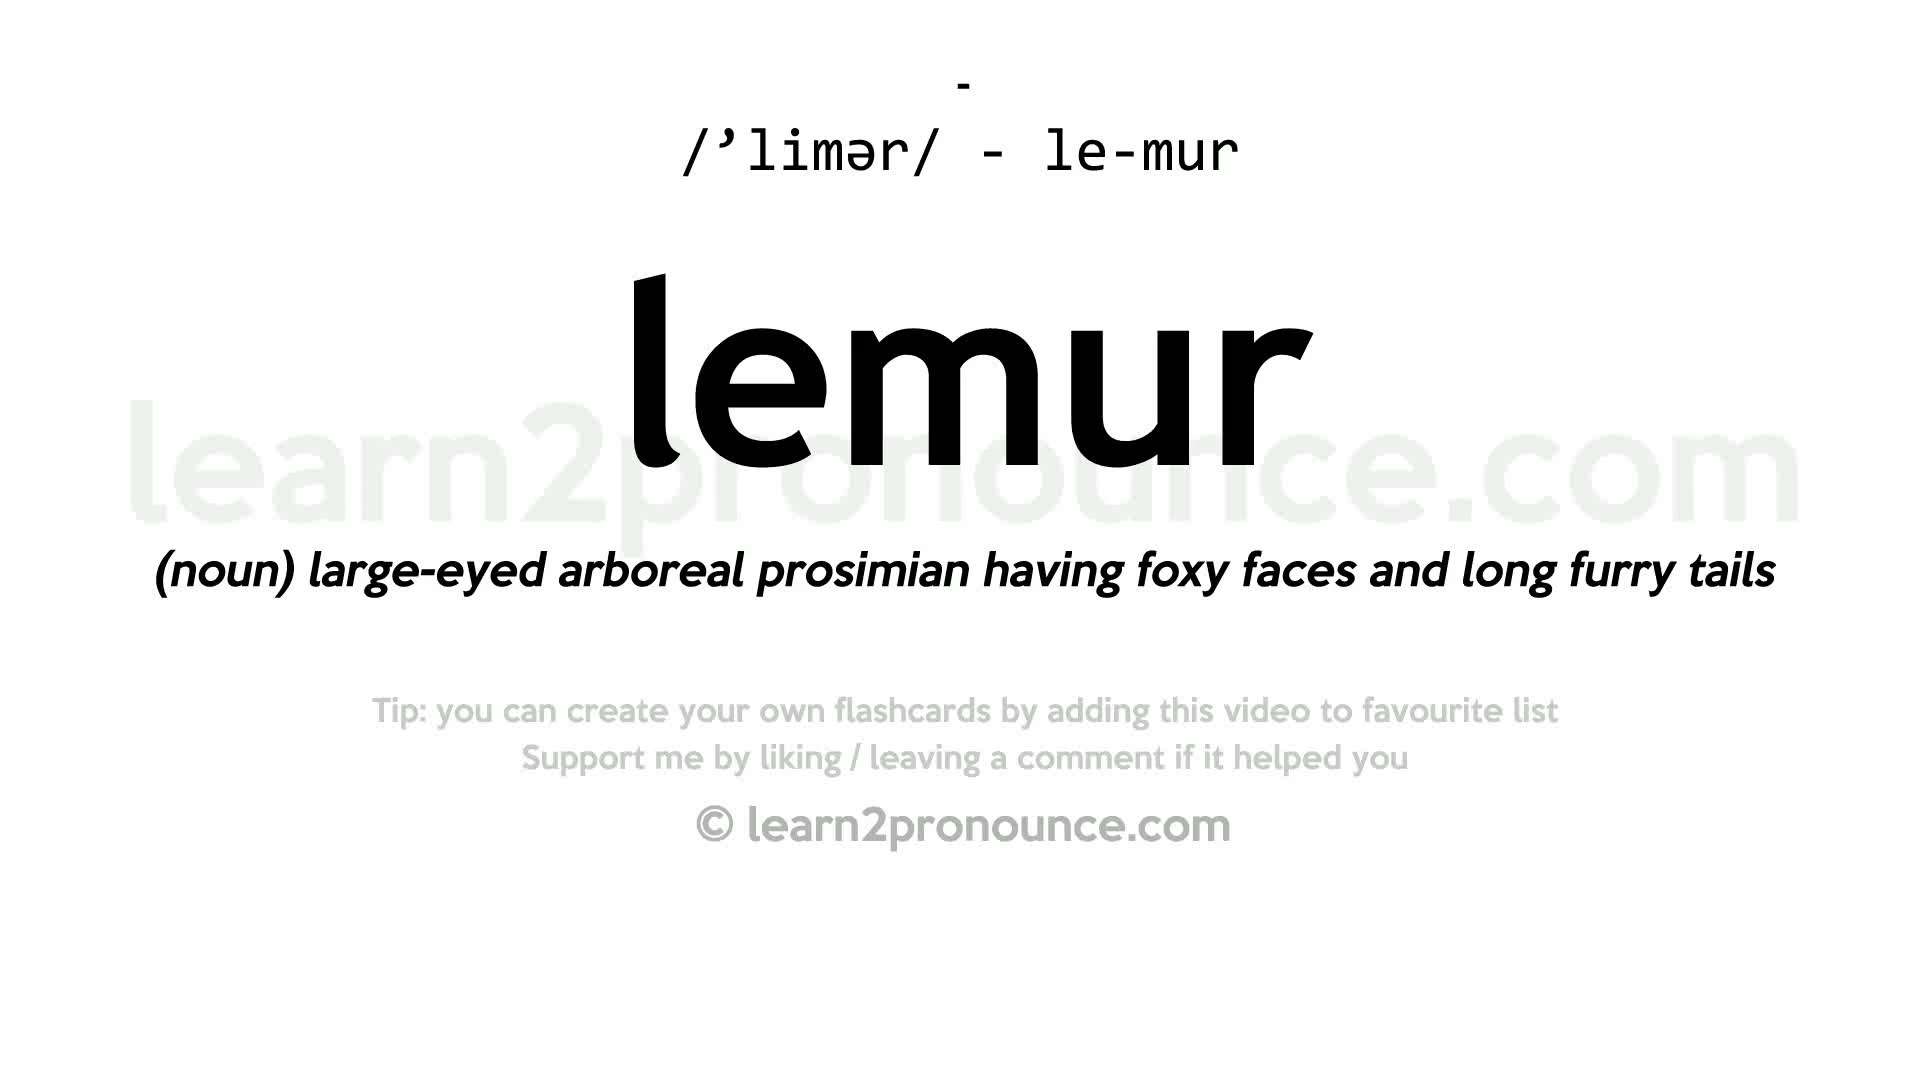 -
/’limər/ - le-mur
lemur
learn2pronounce.com
(noun) large-eyed arboreal prosimian having foxy faces and long furry tails
Tip: you can create your own flashcards by adding this video to favourite list
Support me by liking / leaving a comment if it helped you
© learn2pronounce.com